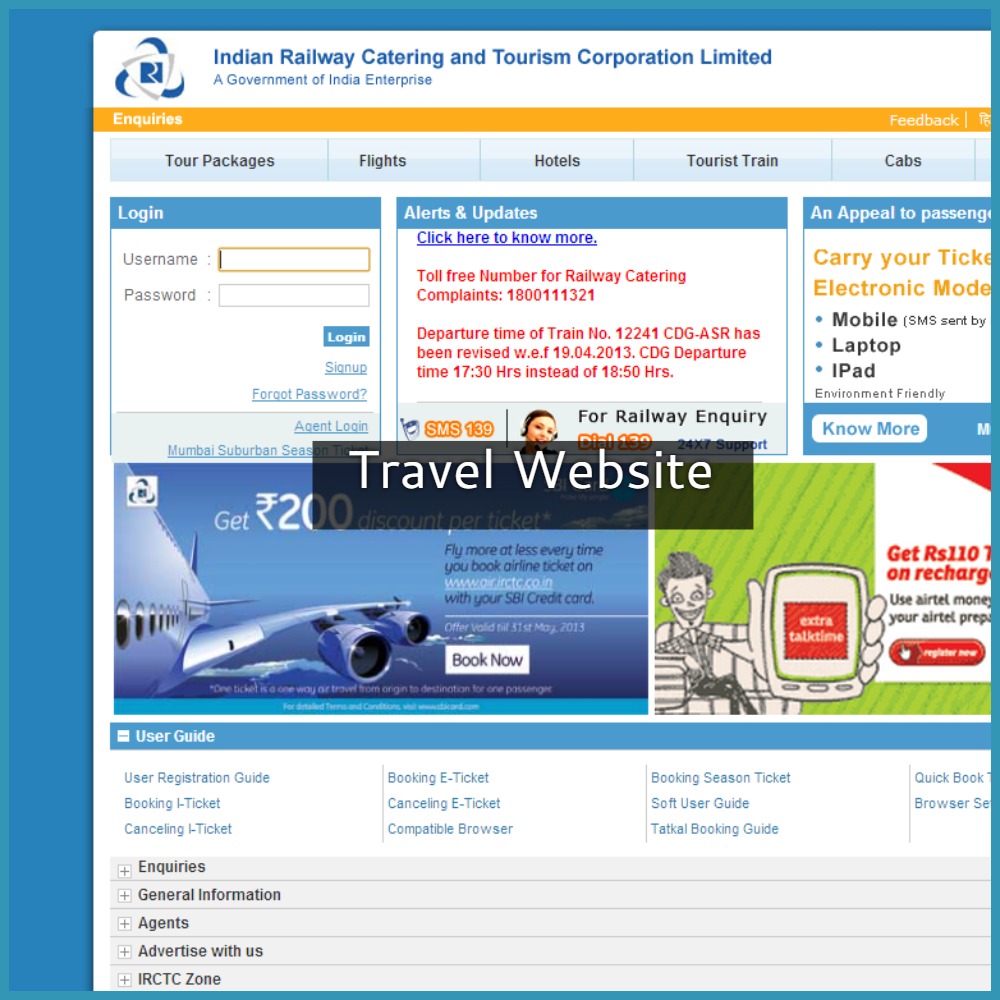 Indian Railway Catering and Tourism Corporation Limited
A Government of India Enterprise
Enquiries
Feedback |
Tour Packages
Flights
Hotels
Tourist Train
Cabs
Login
Username :
Password :
Login
Signup
Forgot Password?
Agent Login
Mumbai Suburban Season Ticket
Alerts & Updates
Click here to know more.
Toll free Number for Railway Catering
Complaints: 1800111321
Departure time of Train No. 12241 CDG-ASR has
been revised w.e.f 19.04.2013. CDG Departure
time 17:30 Hrs instead of 18:50 Hrs.
SMS 139
For Railway Enquiry
Dial 139 24X7 Support
An Appeal to passeng
Carry your Ticke
Electronic Mode
• Mobile (SMS sent by
• Laptop
• IPad
Environment Friendly
Know More
Travel Website
Get ₹200 discount per ticket*
Fly more at less every time
you book airline ticket on
www.air.irctc.co.in
with your SBI Credit card.
Offer Valid till 31st May, 2013
Book Now
*One ticket is a one way air travel from origin to destination for one passenger.
For detailed Terms and Conditions, visit www.sbicard.com
Get Rs110 T
on recharg
Use airtel money
your airtel prepa
extra
talktime
register now
User Guide
User Registration Guide
Booking I-Ticket
Canceling I-Ticket
Booking E-Ticket
Canceling E-Ticket
Compatible Browser
Booking Season Ticket
Soft User Guide
Tatkal Booking Guide
Quick Book T
Browser Se
Enquiries
General Information
Agents
Advertise with us
IRCTC Zone